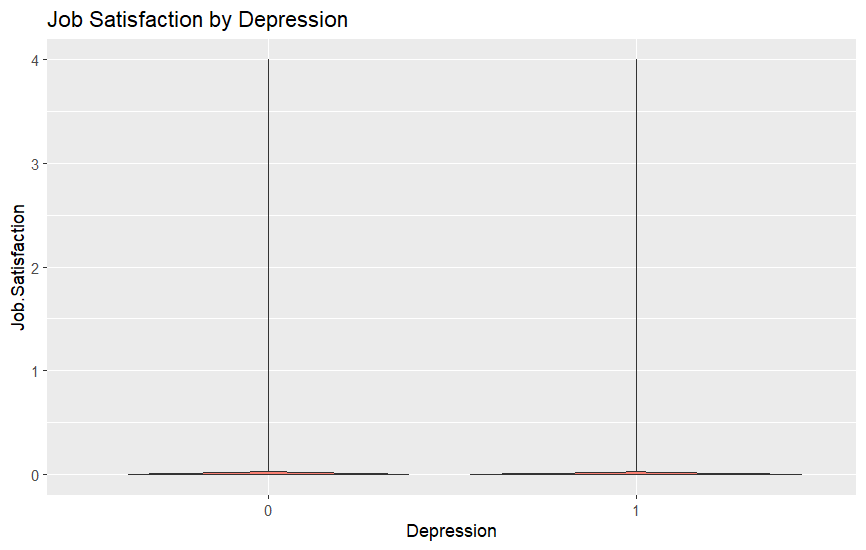 Job Satisfaction by Depression
4
3
2
1
0
Job.Satisfaction
0 1
Depression